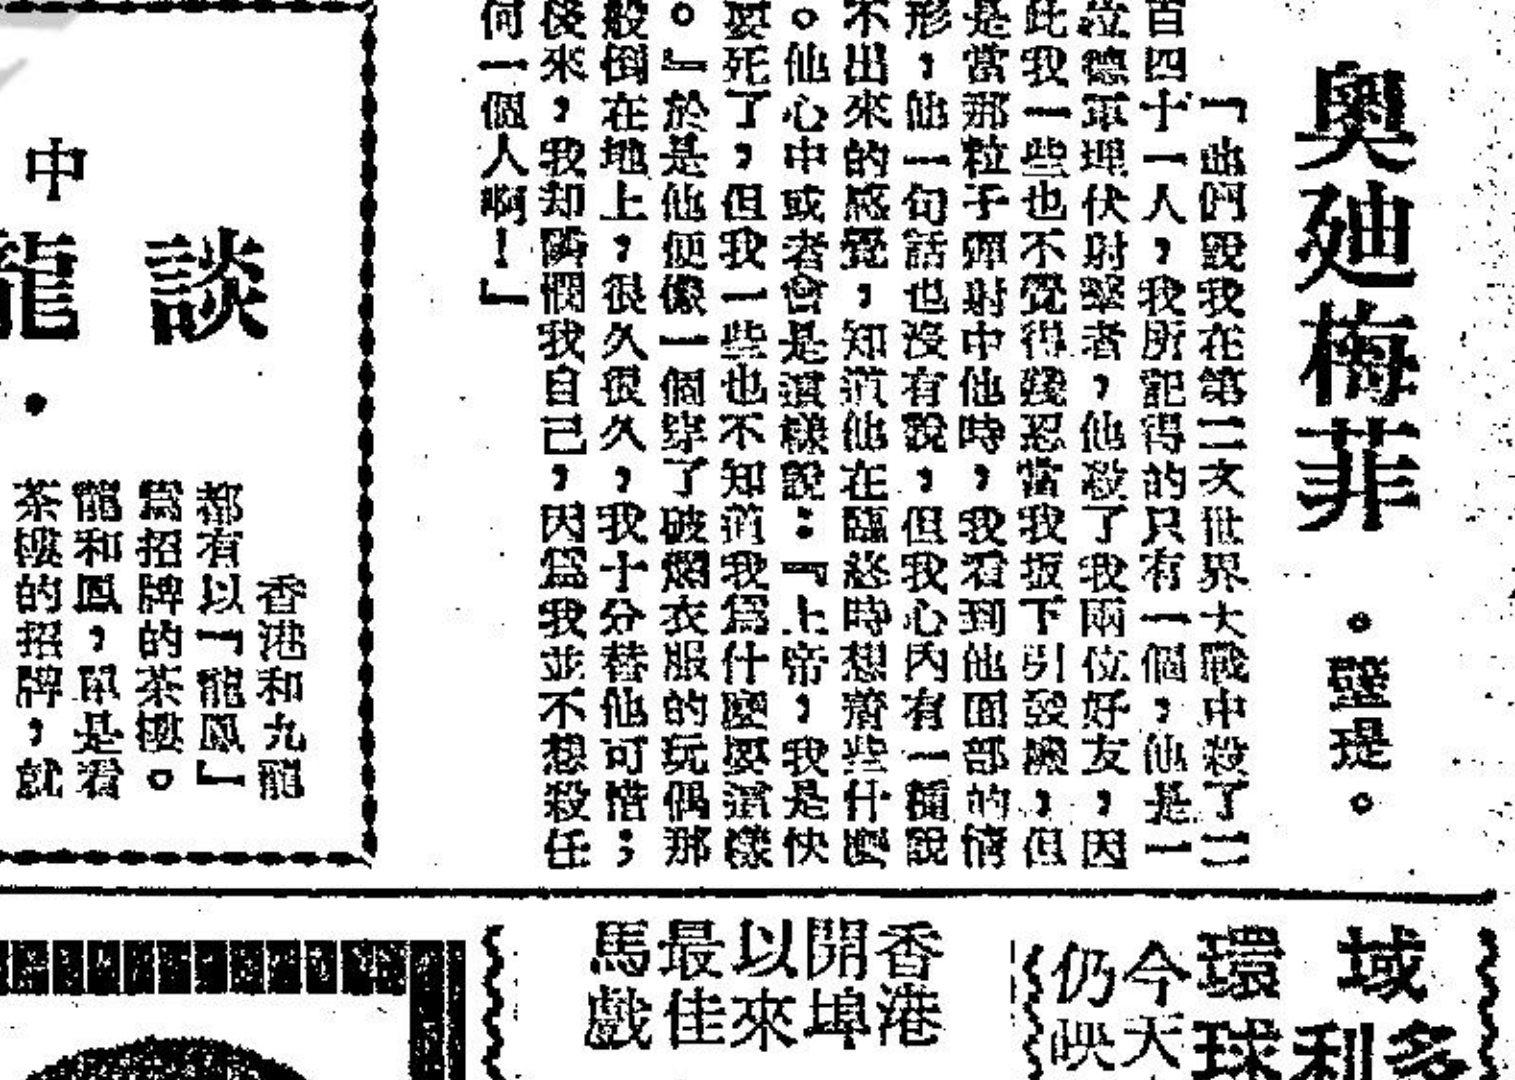 奧廸梅菲
「他們說我在第二次世界大戰中殺了二
百四十一人，我所記得的只有一個，他是一
位德軍埋伏射擊者，他殺了我兩位好友，因
此我一些也不覺得殘忍當我扳下引發機，但
是當那粒子彈射中他時，我看到他面部的情
形，他一句話也沒有說，但我心內有一種說
不出來的感覺，知道他在臨終時想着些什麼
。他心中或者會是這樣說：『上帝，我是快
要死了，但我一些也不知道我爲什麼要這樣
。』於是他便像一個穿了破爛衣服的玩偶那
般倒在地上，很久很久，我十分替他可惜；
後來，我却憐憫我自己，因爲我並不想殺任
何一個人啊！」
談龍
中
香港和九龍
都有以「龍鳳」
爲招牌的茶樓。
龍和鳳，單是看
茶樓的招牌，就
域多利
環球
今天
仍映
香港
開埠
以來
最佳
馬戲